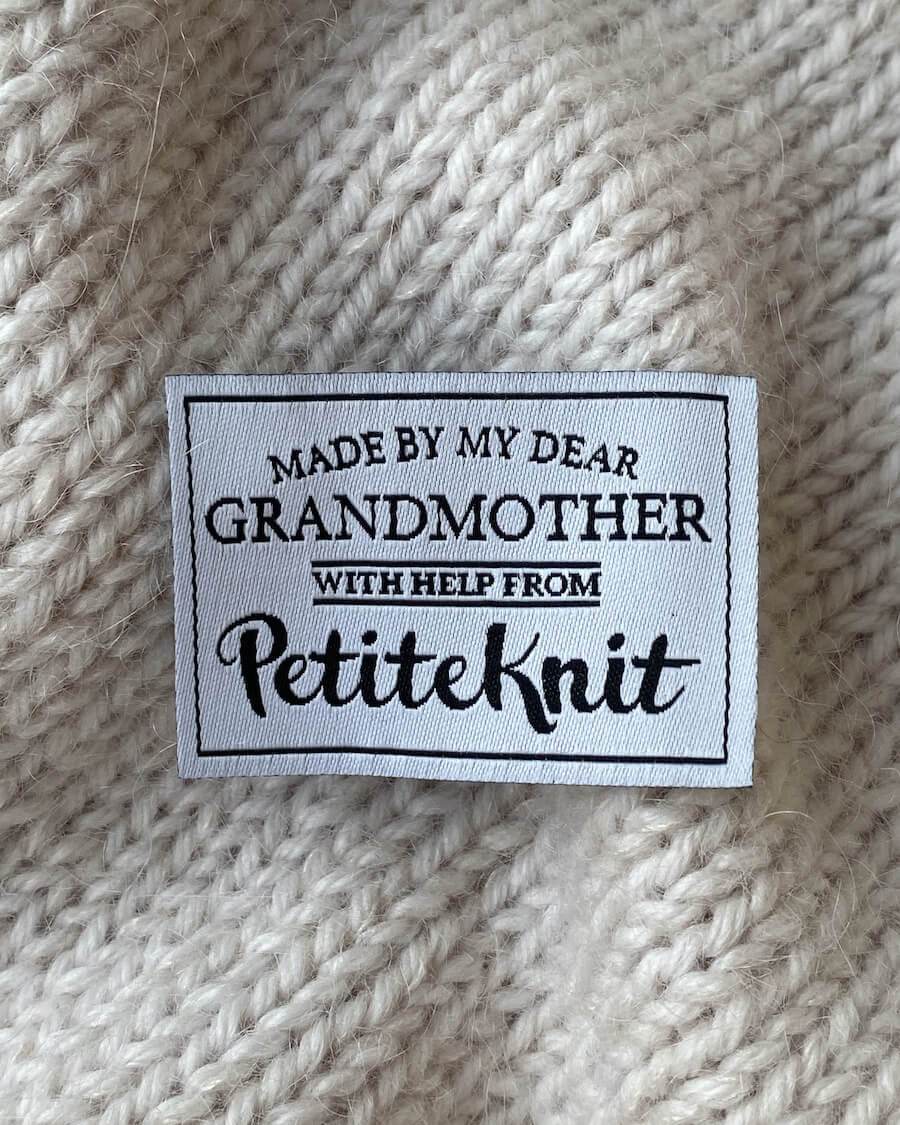 MADE BY MY DEAR
GRANDMOTHER
WITH HELP FROM
PetiteKnit